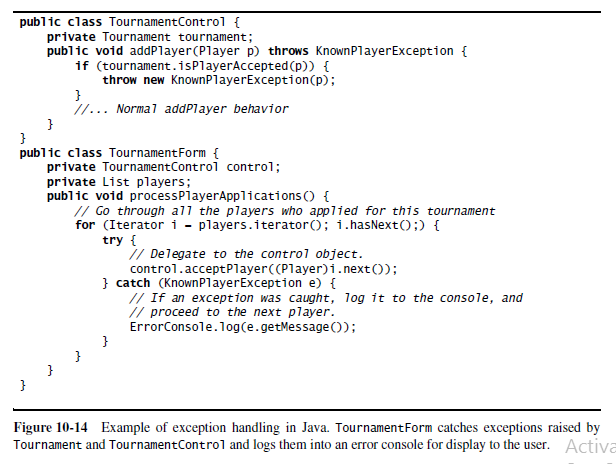 public class TournamentControl {
private Tournament tournament;
public void addPlayer(Player p) throws KnownPlayerException {
if (tournament.isPlayerAccepted(p)) {
throw new KnownPlayerException(p);
}
//... Normal addPlayer behavior
}
}
public class TournamentForm {
private TournamentControl control;
private List players;
public void processPlayerApplications() {
// Go through all the players who applied for this tournament
for (Iterator i = players.iterator(); i.hasNext();) {
try {
// Delegate to the control object.
control.acceptPlayer((Player)i.next());
} catch (KnownPlayerException e) {
// If an exception was caught, log it to the console, and
// proceed to the next player.
ErrorConsole.log(e.getMessage());
}
}
}
}
Figure 10-14 Example of exception handling in Java. TournamentForm catches exceptions raised by
Tournament and TournamentControl and logs them into an error console for display to the user.